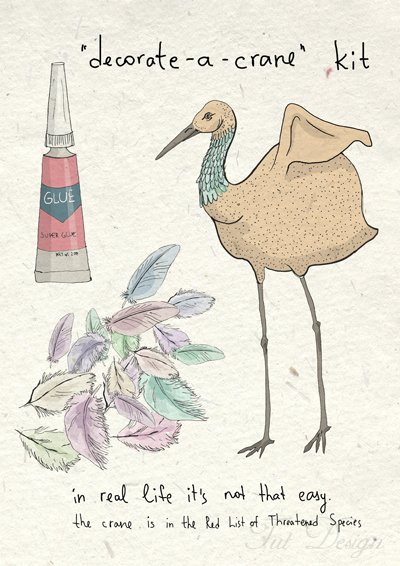 "decorate-a-crane" kit
GLUE
SUPER GLUE
in real life it's not that easy.
the crane is in the Red List of Threatened Species
Design